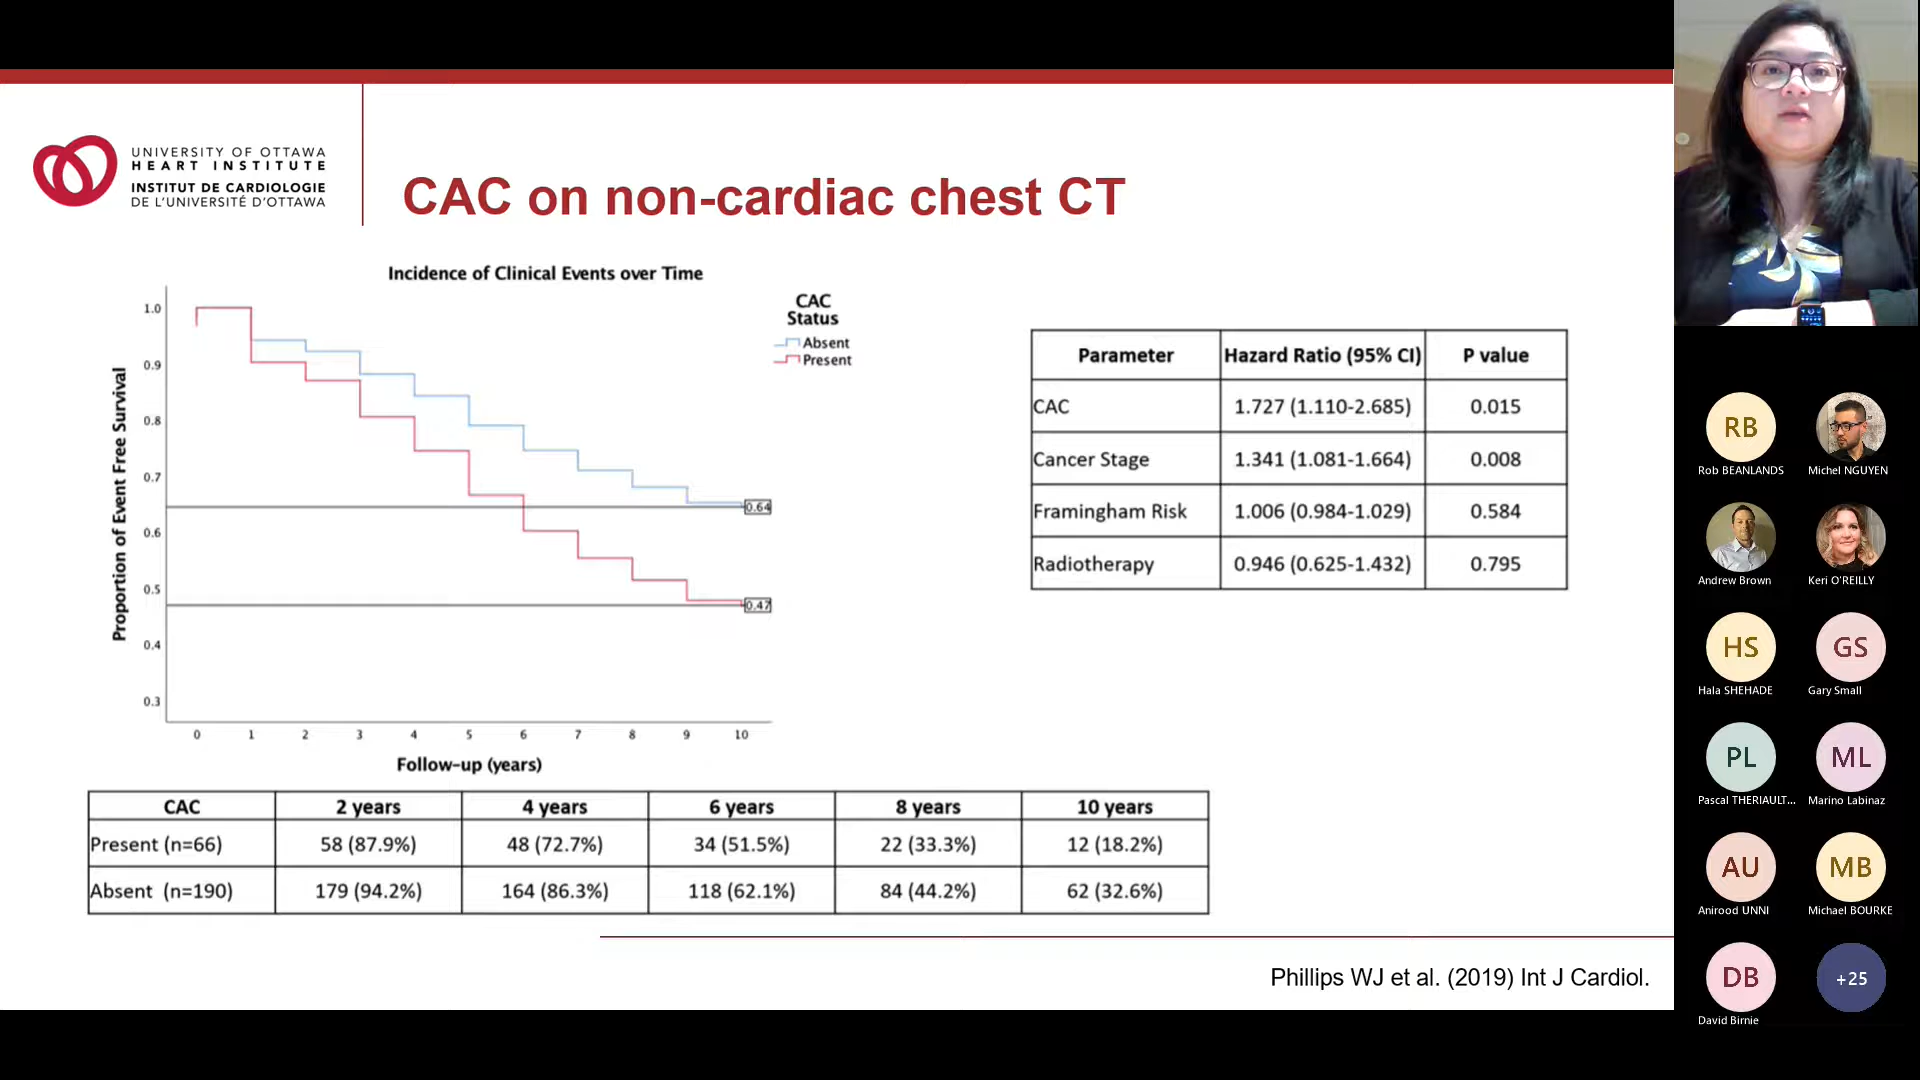 UNIVERSITY OF OTTAWA
HEART INSTITUTE
INSTITUT DE CARDIOLOGIE
DE L'UNIVERSITÉ D'OTTAWA
CAC on non-cardiac chest CT
Incidence of Clinical Events over Time
CAC
Status
Absent
Present
Proportion of Event Free Survival
1.0
0.9
0.8
0.7
0.6
0.5
0.4
0.3
0.64
0.47
0 1 2 3 4 5 6 7 8 9 10
Follow-up (years)
Parameter Hazard Ratio (95% CI) P value
CAC 1.727 (1.110-2.685) 0.015
Cancer Stage 1.341 (1.081-1.664) 0.008
Framingham Risk 1.006 (0.984-1.029) 0.584
Radiotherapy 0.946 (0.625-1.432) 0.795
CAC 2 years 4 years 6 years 8 years 10 years
Present (n=66) 58 (87.9%) 48 (72.7%) 34 (51.5%) 22 (33.3%) 12 (18.2%)
Absent (n=190) 179 (94.2%) 164 (86.3%) 118 (62.1%) 84 (44.2%) 62 (32.6%)
Phillips WJ et al. (2019) Int J Cardiol.
RB
Rob BEANLANDS Michel NGUYEN
Andrew Brown Keri O'REILLY
HS GS
Hala SHEHADE Gary Small
PL ML
Pascal THERIAULT... Marino Labinaz
AU MB
Anirood UNNI Michael BOURKE
DB +25
David Birnie